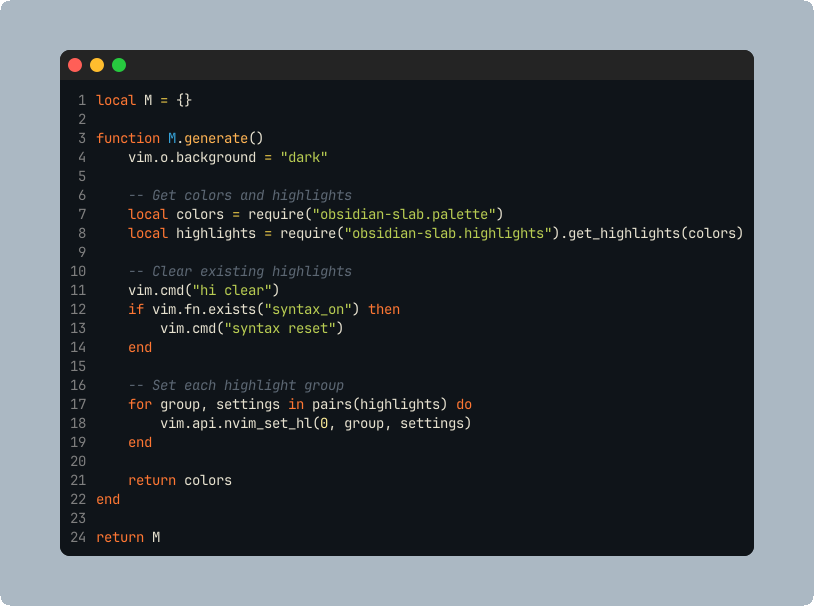 1 local M = {}
2
3 function M.generate()
4     vim.o.background = "dark"
5
6     -- Get colors and highlights
7     local colors = require("obsidian-slab.palette")
8     local highlights = require("obsidian-slab.highlights").get_highlights(colors)
9
10     -- Clear existing highlights
11     vim.cmd("hi clear")
12     if vim.fn.exists("syntax_on") then
13         vim.cmd("syntax reset")
14     end
15
16     -- Set each highlight group
17     for group, settings in pairs(highlights) do
18         vim.api.nvim_set_hl(0, group, settings)
19     end
20
21     return colors
22 end
23
24 return M